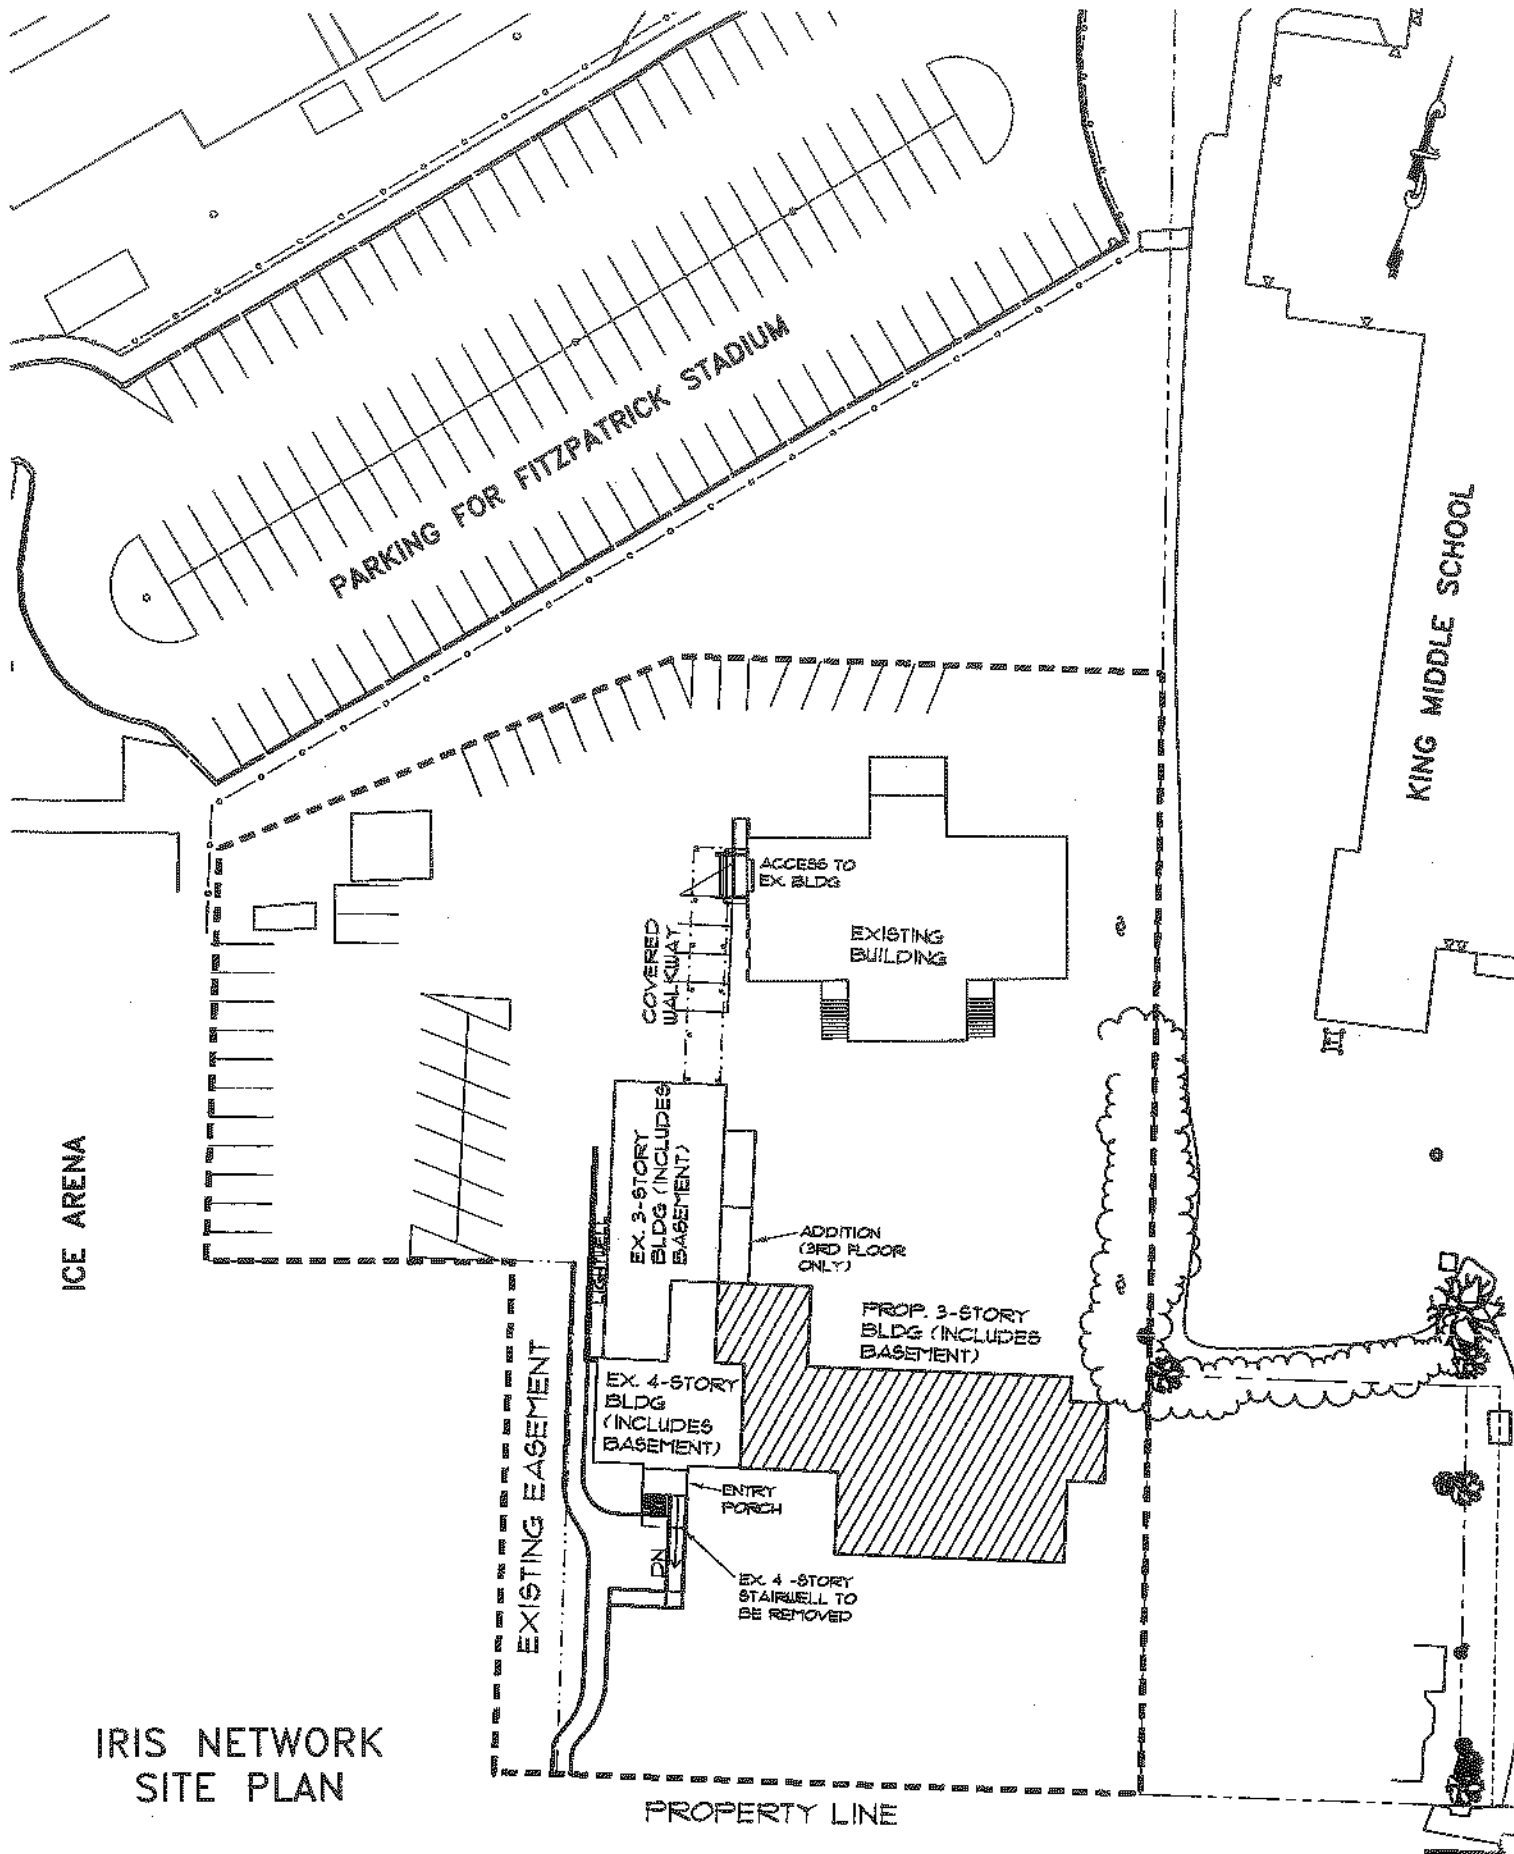 PARKING FOR FITZPATRICK STADIUM
KING MIDDLE SCHOOL
ACCESS TO
EX. BLDG
EXISTING
BUILDING
COVERED
WALKWAY
EX. 3-STORY
BLDG (INCLUDES
BASEMENT)
ICE ARENA
LIGHTWELL
ADDITION
(3RD FLOOR
ONLY)
PROP. 3-STORY
BLDG (INCLUDES
BASEMENT)
EX. 4-STORY
BLDG
(INCLUDES
BASEMENT)
EXISTING EASEMENT
ENTRY
PORCH
DN
EX. 4 -STORY
STAIRWELL TO
BE REMOVED
IRIS NETWORK
SITE PLAN
PROPERTY LINE